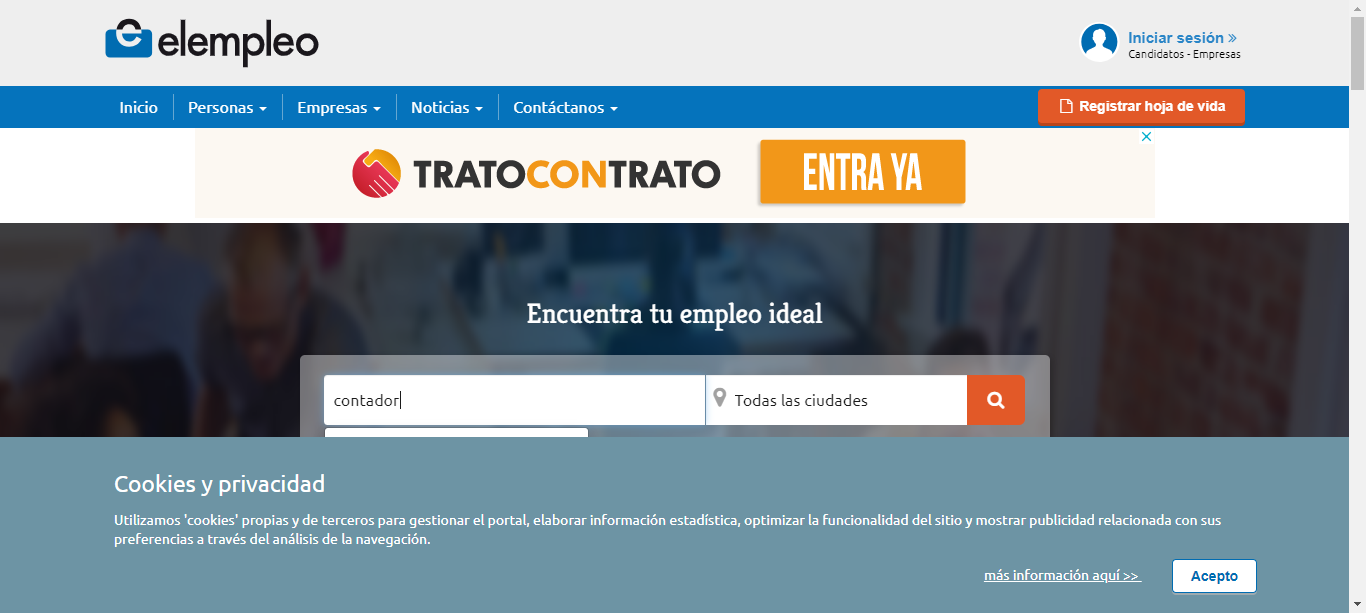 elempleo
Iniciar sesión »
Candidatos - Empresas
Inicio
Personas
Empresas
Noticias
Contáctanos
Registrar hoja de vida
TRATOCONTRATO
ENTRA YA
Encuentra tu empleo ideal
contador
Todas las ciudades
Cookies y privacidad
Utilizamos 'cookies' propias y de terceros para gestionar el portal, elaborar información estadística, optimizar la funcionalidad del sitio y mostrar publicidad relacionada con sus
preferencias a través del análisis de la navegación.
más información aquí >>
Acepto